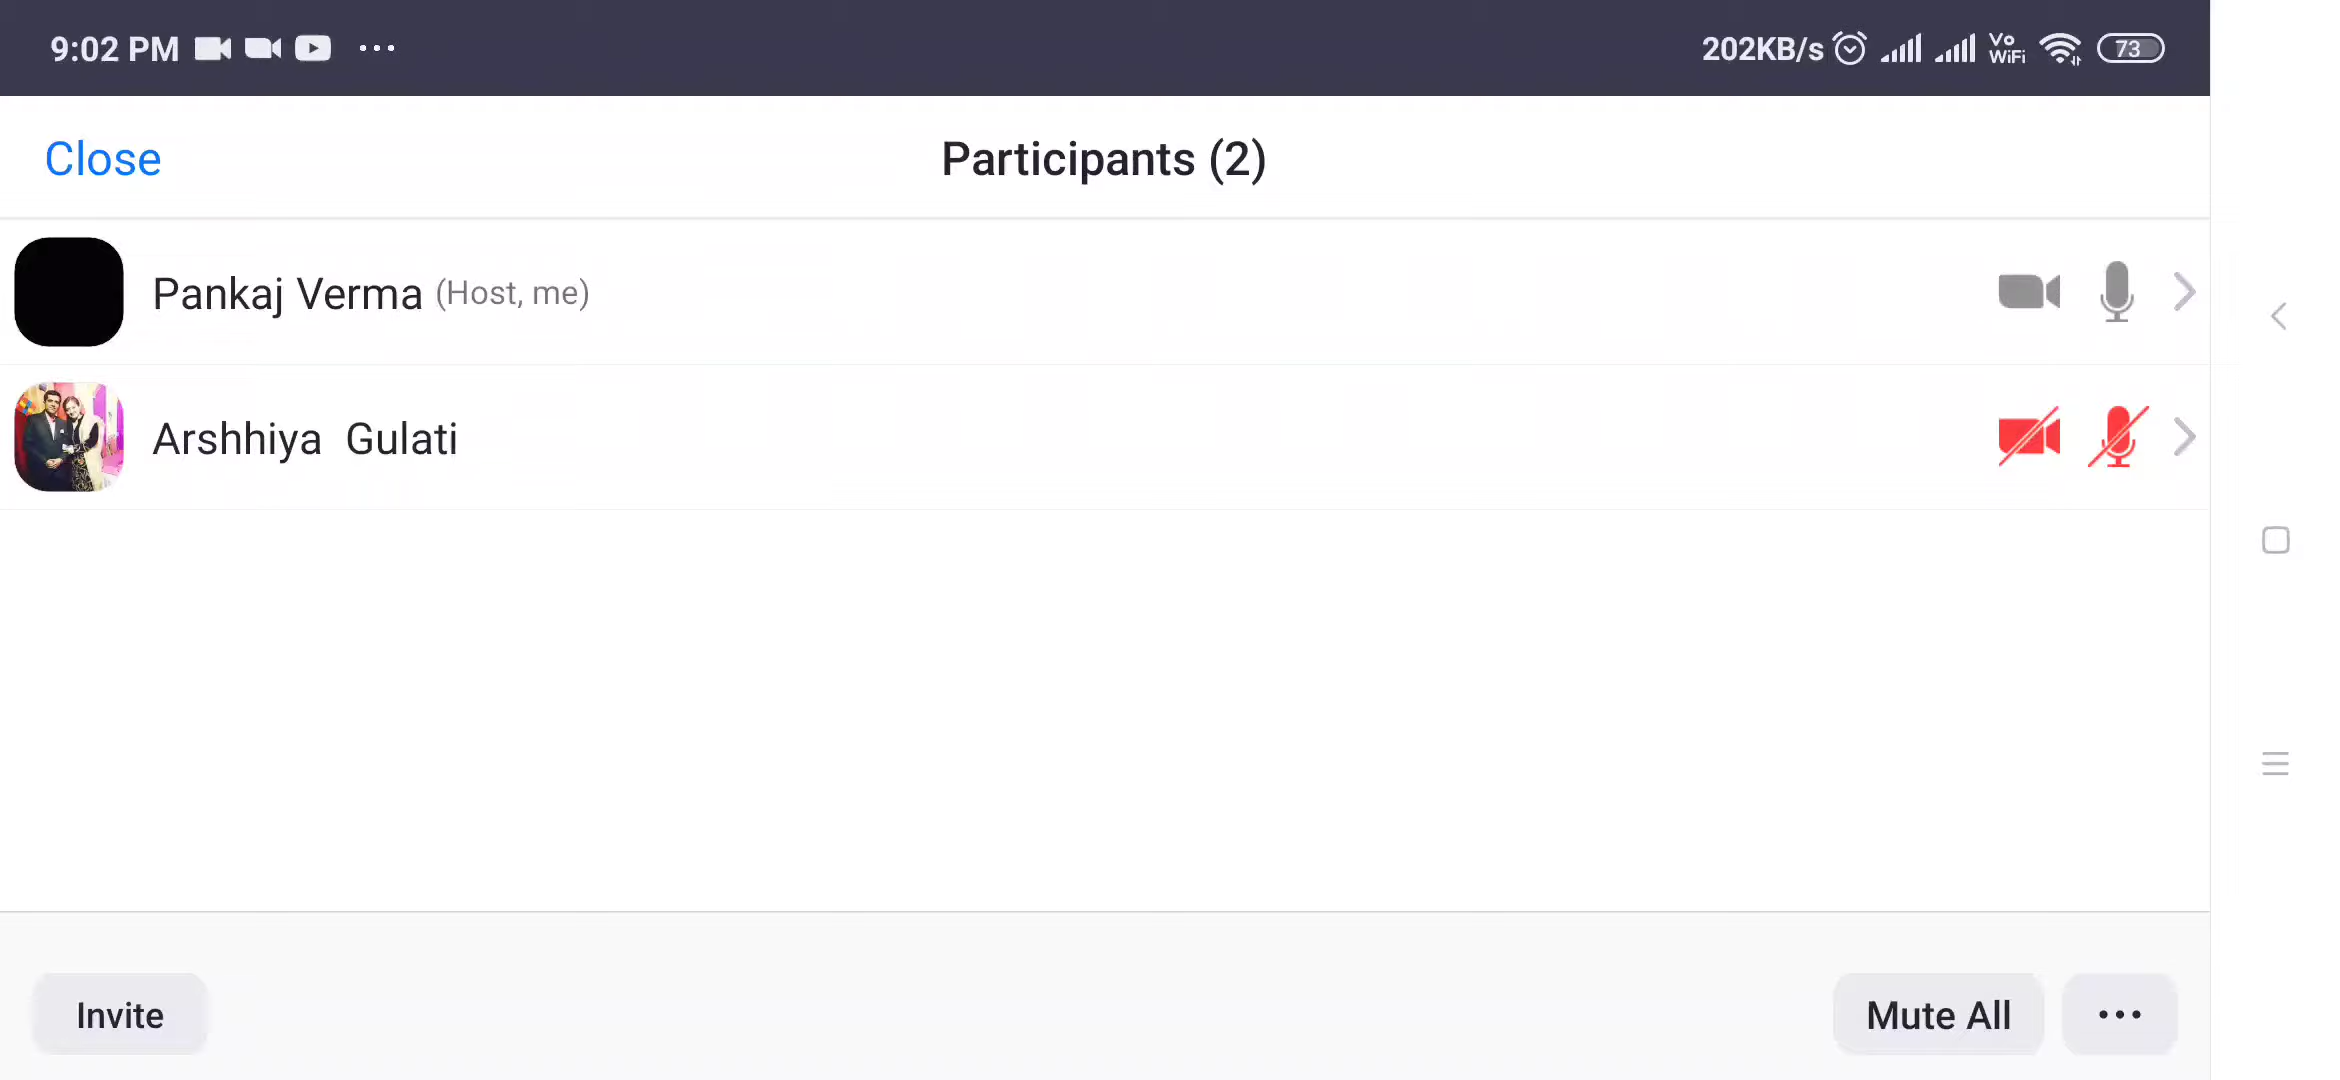 9:02 PM ... 202KB/s Vo WiFi 73
Close Participants (2)
Pankaj Verma (Host, me)
Arshhiya Gulati
Invite Mute All ...